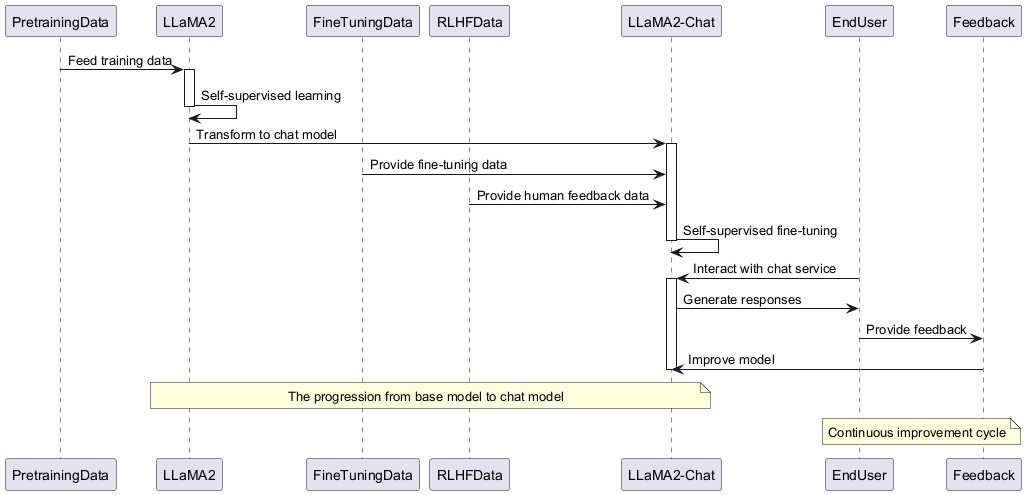 PretrainingData LLaMA2 FineTuningData RLHFData LLaMA2-Chat EndUser Feedback
Feed training data
Self-supervised learning
Transform to chat model
Provide fine-tuning data
Provide human feedback data
Self-supervised fine-tuning
Interact with chat service
Generate responses
Provide feedback
Improve model
The progression from base model to chat model
Continuous improvement cycle
PretrainingData LLaMA2 FineTuningData RLHFData LLaMA2-Chat EndUser Feedback